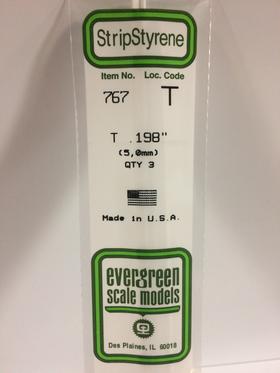 StripStyrene
Item No. Loc. Code
767 T
T .198"
(5,0mm)
QTY 3
Made in U.S.A.
evergreen
scale models
Des Plaines, IL 60018